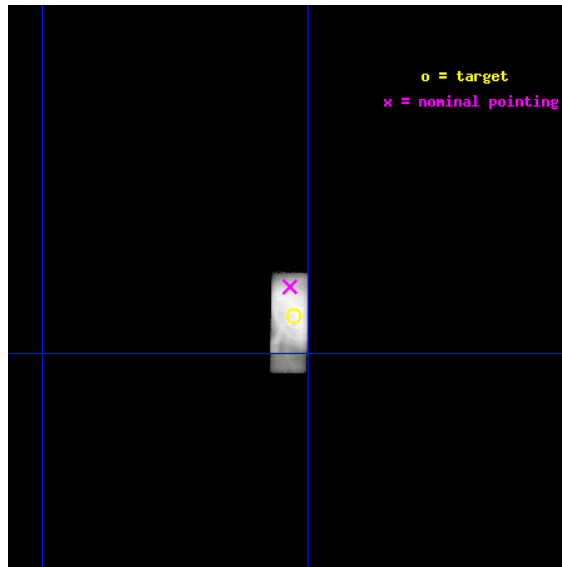 o = target
x = nominal pointing